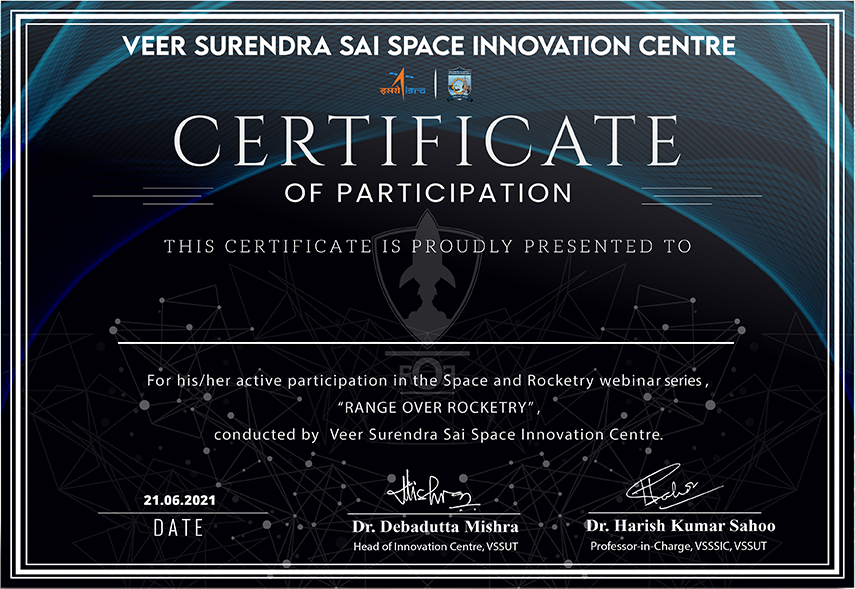 VEER SURENDRA SAI SPACE INNOVATION CENTRE
इसरो isro
CERTIFICATE
OF PARTICIPATION
THIS CERTIFICATE IS PROUDLY PRESENTED TO
For his/her active participation in the Space and Rocketry webinar series ,
“RANGE OVER ROCKETRY” ,
conducted by Veer Surendra Sai Space Innovation Centre.
21.06.2021
DATE
Dr. Debadutta Mishra
Head of Innovation Centre, VSSUT
Dr. Harish Kumar Sahoo
Professor-in-Charge, VSSSIC, VSSUT